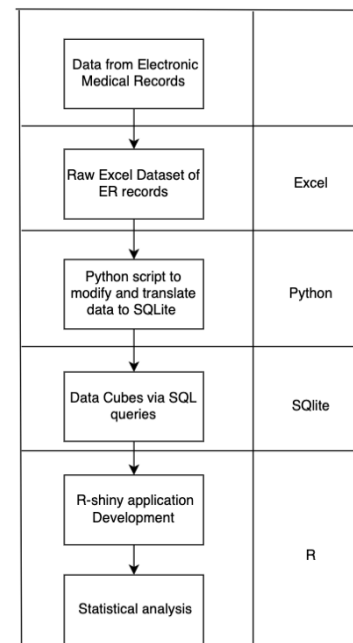 Data from Electronic
Medical Records
Raw Excel Dataset of
ER records
Excel
Python script to
modify and translate
data to SQLite
Python
Data Cubes via SQL
queries
SQlite
R-shiny application
Development
R
Statistical analysis